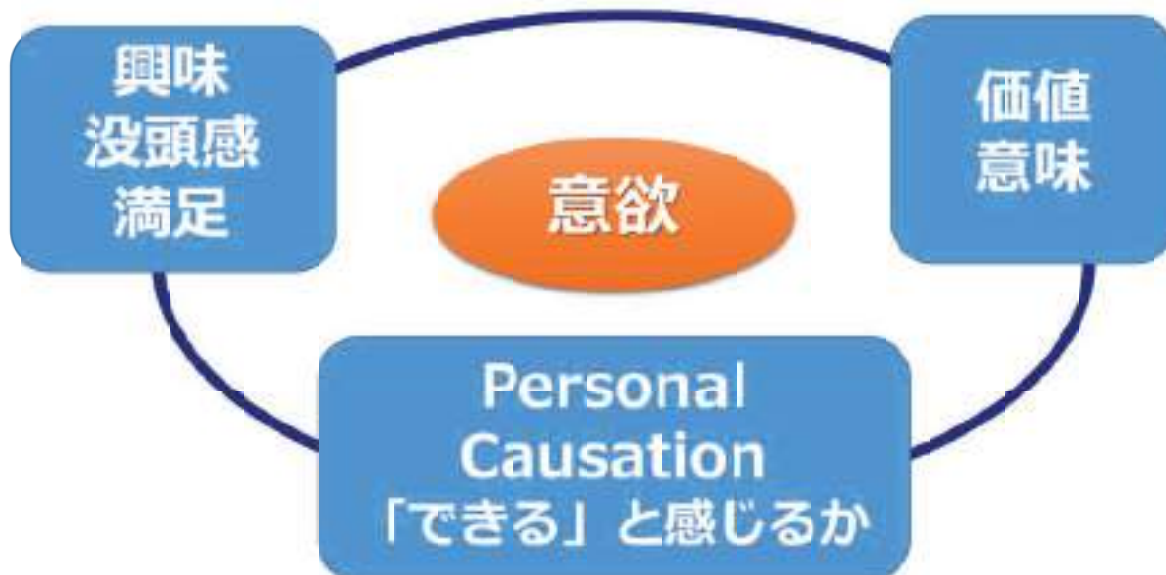 興味
没頭感
満足
価値
意味
意欲
Personal
Causation
「できる」と感じるか